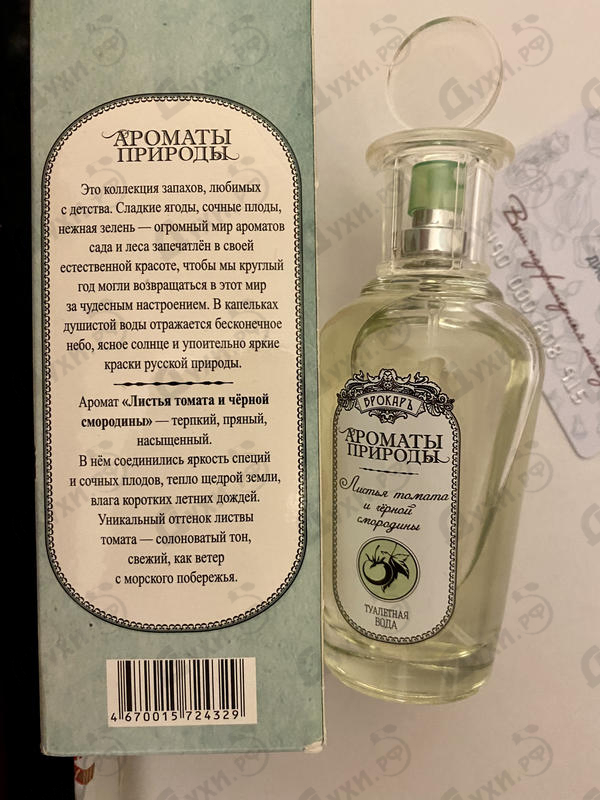 АРОМАТЫ
ПРИРОДЫ
Это коллекция запахов, любимых
с детства. Сладкие ягоды, сочные плоды,
нежная зелень — огромный мир ароматов
сада и леса запечатлён в своей
естественной красоте, чтобы мы круглый
год могли возвращаться в этот мир
за чудесным настроением. В капельках
душистой воды отражается бесконечное
небо, ясное солнце и упоительно яркие
краски русской природы.
Аромат «Листья томата и чёрной
смородины» — терпкий, пряный,
насыщенный.
В нём соединились яркость специй
и сочных плодов, тепло щедрой земли,
влага коротких летних дождей.
Уникальный оттенок листвы
томата — солоноватый тон,
свежий, как ветер
с морского побережья.
4 670015 724329
БРОКАРЪ
АРОМАТЫ
ПРИРОДЫ
Листья томата
и чёрной
смородины
ТУАЛЕТНАЯ
ВОДА
490 000 808 915
Духи.рф